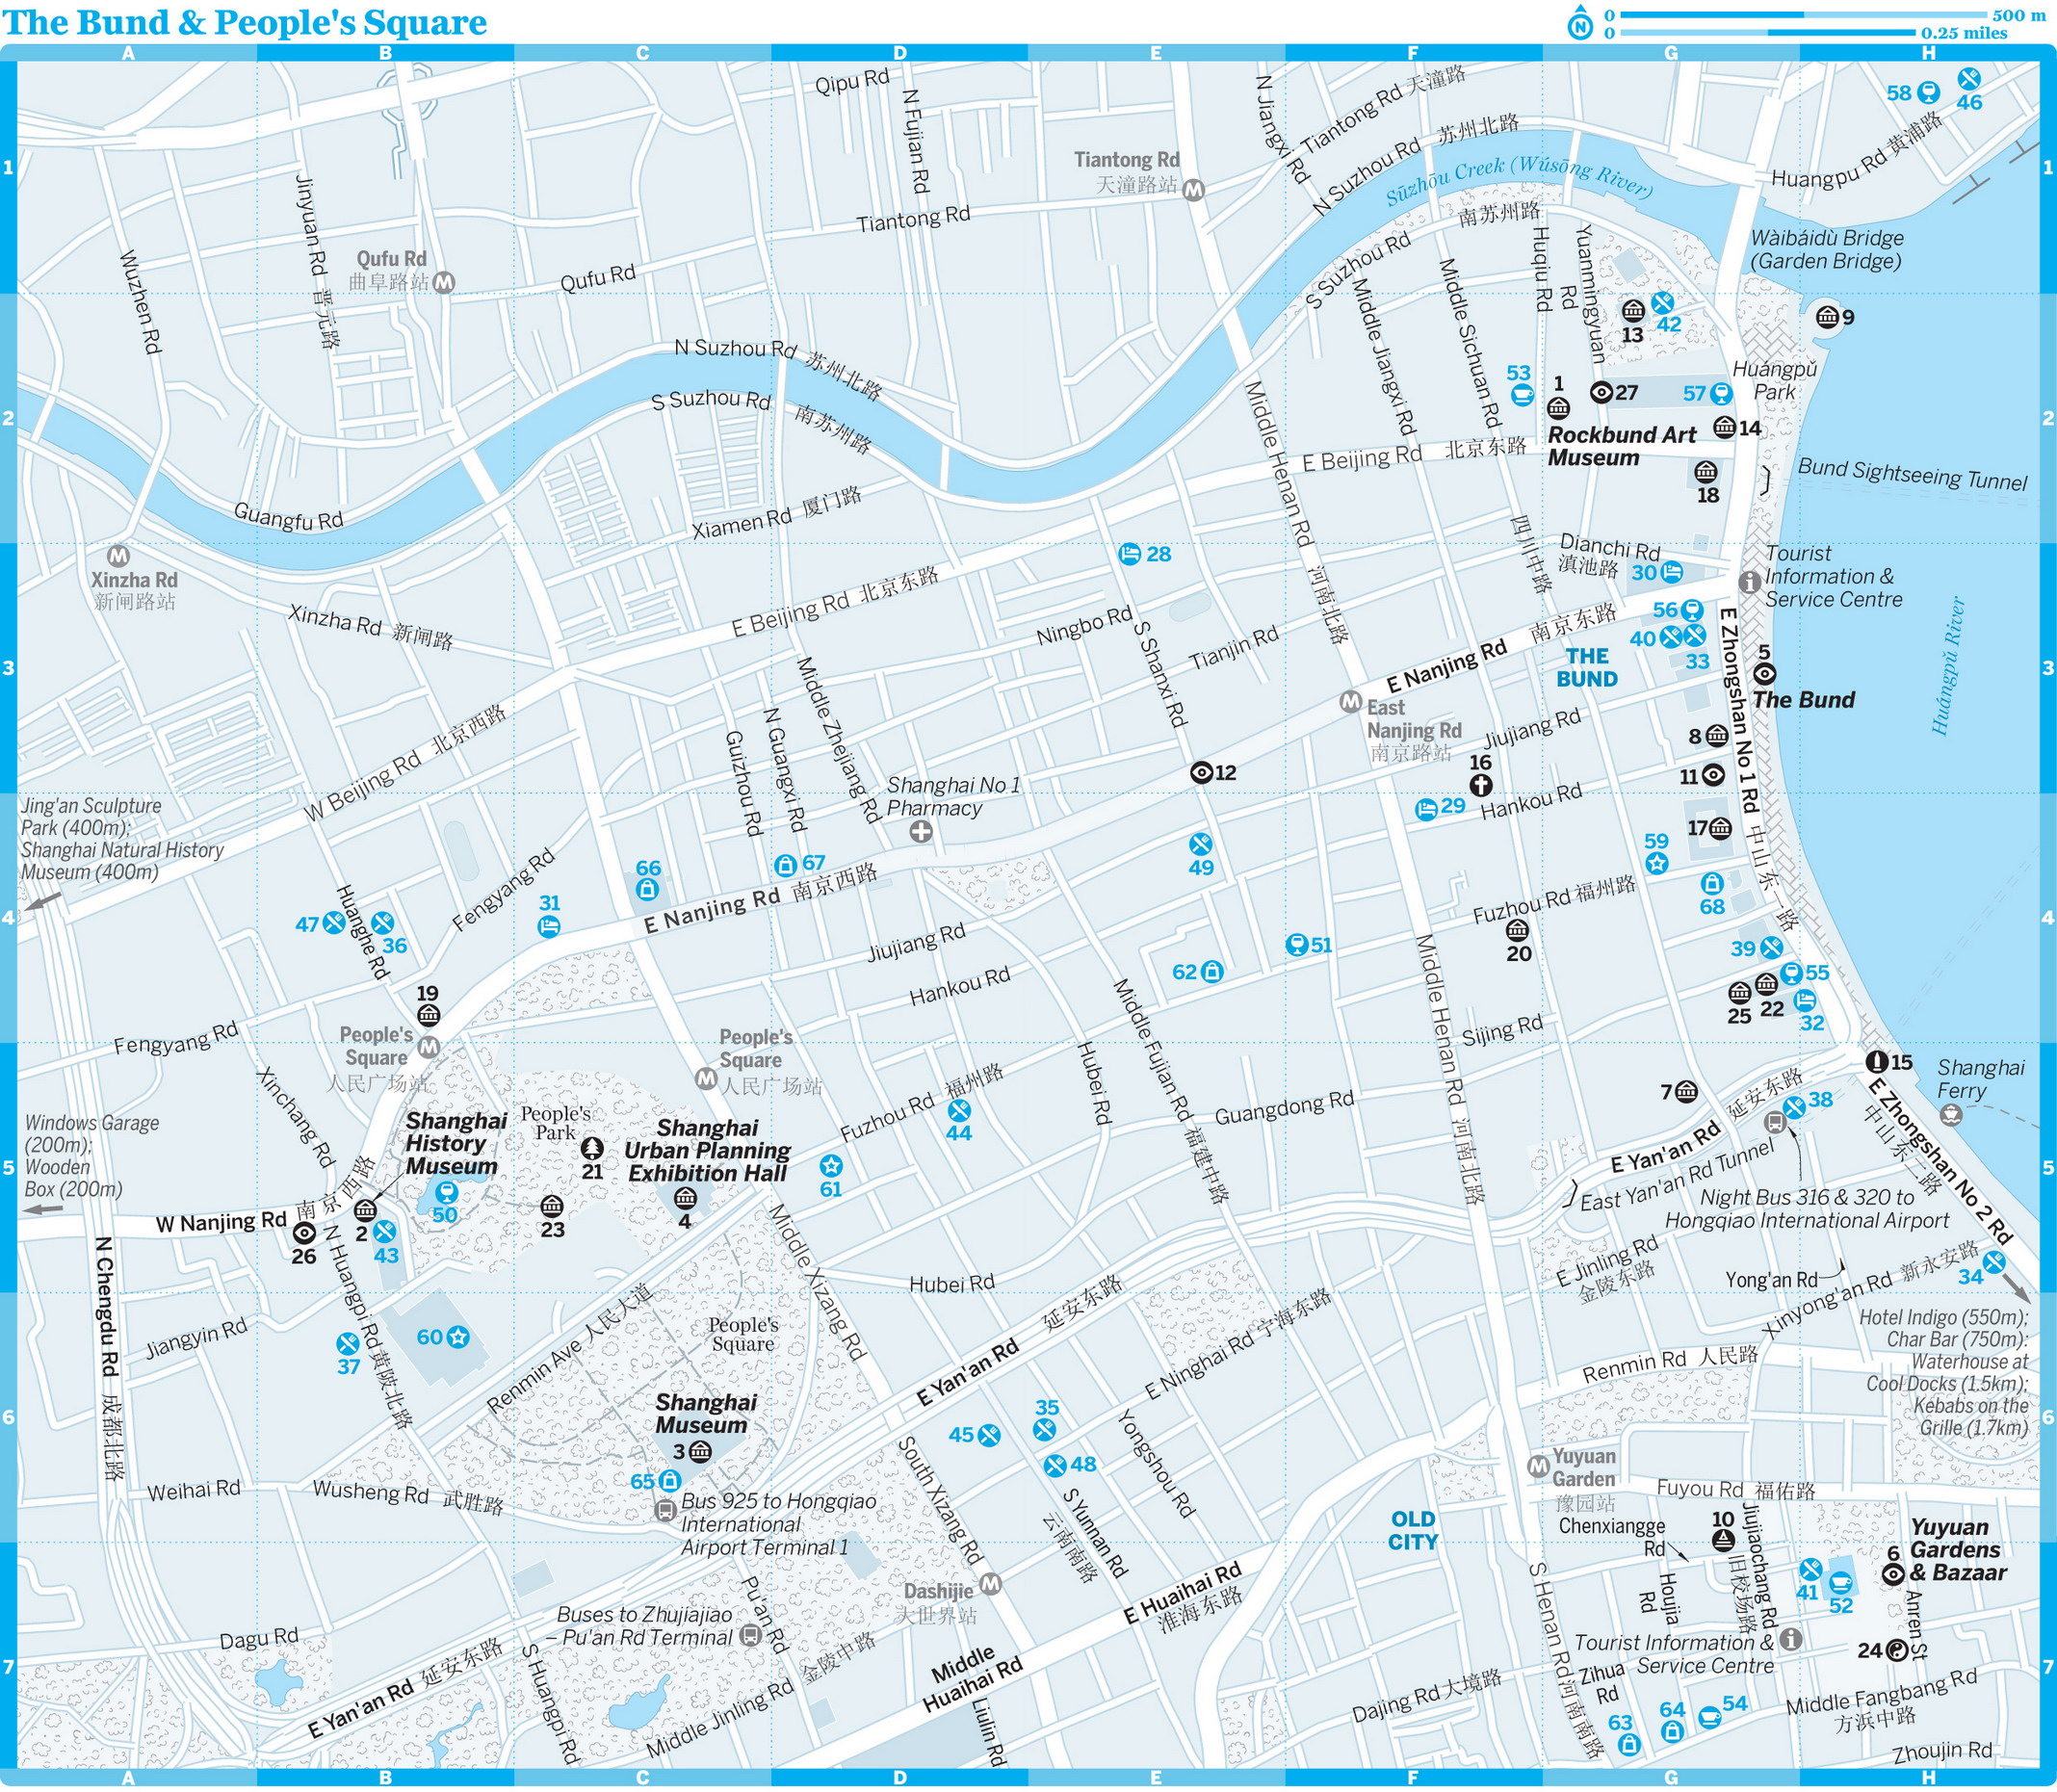 The Bund & People's Square
0 500 m
0 0.25 miles
N
A B C D E F G H
1
2
3
4
5
6
7
Qipu Rd
N Fujian Rd
N Jiangxi Rd
Tiantong Rd 天潼路
58
46
Huangpu Rd 黄浦路
N Suzhou Rd 苏州北路
Sūzhōu Creek (Wúsōng River)
Tiantong Rd
天潼路站
M
Tiantong Rd
Jinyuan Rd 晋元路
Wuzhen Rd
Qufu Rd
曲阜路站
M
Qufu Rd
南苏州路
S Suzhou Rd
Huqiu Rd
Yuanmingyuan
Rd
Middle Sichuan Rd
Middle Jiangxi Rd
Wàibáidù Bridge
(Garden Bridge)
13
42
9
N Suzhou Rd 苏州北路
S Suzhou Rd 南苏州路
Middle Henan Rd 河南北路
53
1
27
57
Huángpǔ
Park
14
Rockbund Art
Museum
E Beijing Rd 北京东路
18
Bund Sightseeing Tunnel
Guangfu Rd
Xiamen Rd 厦门路
四川中路
M
Xinzha Rd
新闸路站
28
Dianchi Rd
滇池路
30
Tourist
Information &
Service Centre
Xinzha Rd 新闸路
E Beijing Rd 北京东路
Ningbo Rd
S Shanxi Rd
Tianjin Rd
E Nanjing Rd 南京东路
56
40
33
THE
BUND
E Zhongshan No 1 Rd 中山东一路
5
The Bund
Huángpǔ River
M
East
Nanjing Rd
南京路站
Jiujiang Rd
W Beijing Rd 北京西路
Guizhou Rd
N Guangxi Rd
Middle Zhejiang Rd
Shanghai No 1
Pharmacy
12
16
29
Hankou Rd
8
11
17
Jing'an Sculpture
Park (400m);
Shanghai Natural History
Museum (400m)
Fengyang Rd
66
67
49
59
68
31
E Nanjing Rd 南京西路
47
36
Huanghe Rd
Jiujiang Rd
Hankou Rd
62
51
Fuzhou Rd 福州路
20
39
55
25
22
32
19
People's
Square
人民广场站
M
People's
Square
人民广场站
M
Fengyang Rd
Xinchang Rd
Middle Fujian Rd 福建中路
Middle Henan Rd 河南北路
Hubei Rd
Sijing Rd
15
Shanghai
Ferry
7
38
E Zhongshan No 2 Rd
中山东二路
Windows Garage
(200m);
Wooden
Box (200m)
Shanghai
History
Museum
People's
Park
21
Shanghai
Urban Planning
Exhibition Hall
4
Fuzhou Rd 福州路
44
61
Guangdong Rd
E Yan'an Rd 延安东路
East Yan'an Rd Tunnel
Night Bus 316 & 320 to
Hongqiao International Airport
W Nanjing Rd 南京西路
26
2
43
50
23
Middle Xizang Rd
Hubei Rd
E Jinling Rd
金陵东路
Yong'an Rd
Xinyong'an Rd 新永安路
34
N Chengdu Rd 成都北路
N Huangpi Rd 黄陂北路
Jiangyin Rd
37
60
Renmin Ave 人民大道
People's
Square
E Yan'an Rd 延安东路
E Ninghai Rd 宁海东路
Hotel Indigo (550m);
Char Bar (750m):
Waterhouse at
Cool Docks (1.5km);
Kebabs on the
Grille (1.7km)
Renmin Rd 人民路
Shanghai
Museum
3
65
45
35
48
Yongshou Rd
South Xizang Rd
S Yunnan Rd
云南南路
M
Yuyuan
Garden
豫园站
Weihai Rd
Wusheng Rd 武胜路
Bus 925 to Hongqiao
International
Airport Terminal 1
OLD
CITY
Fuyou Rd 福佑路
Chenxiangge
Rd
10
Jiujiaochang Rd
旧校场路
Yuyuan
Gardens
& Bazaar
6
41
52
Houjia
Rd
Anren St
Dashijie
大世界站
M
E Huaihai Rd
淮海东路
S Henan Rd 河南南路
Buses to Zhujiajiao
– Pu'an Rd Terminal
Pu'an Rd
Dagu Rd
E Yan'an Rd 延安东路
S Huangpi Rd
Middle Jinling Rd 金陵中路
Middle
Huaihai Rd
Liulin Rd
Dajing Rd 大境路
Tourist Information &
Service Centre
24
Zihua
Rd
63
64
54
Middle Fangbang Rd
方浜中路
Zhoujin Rd
A B C D E F G H